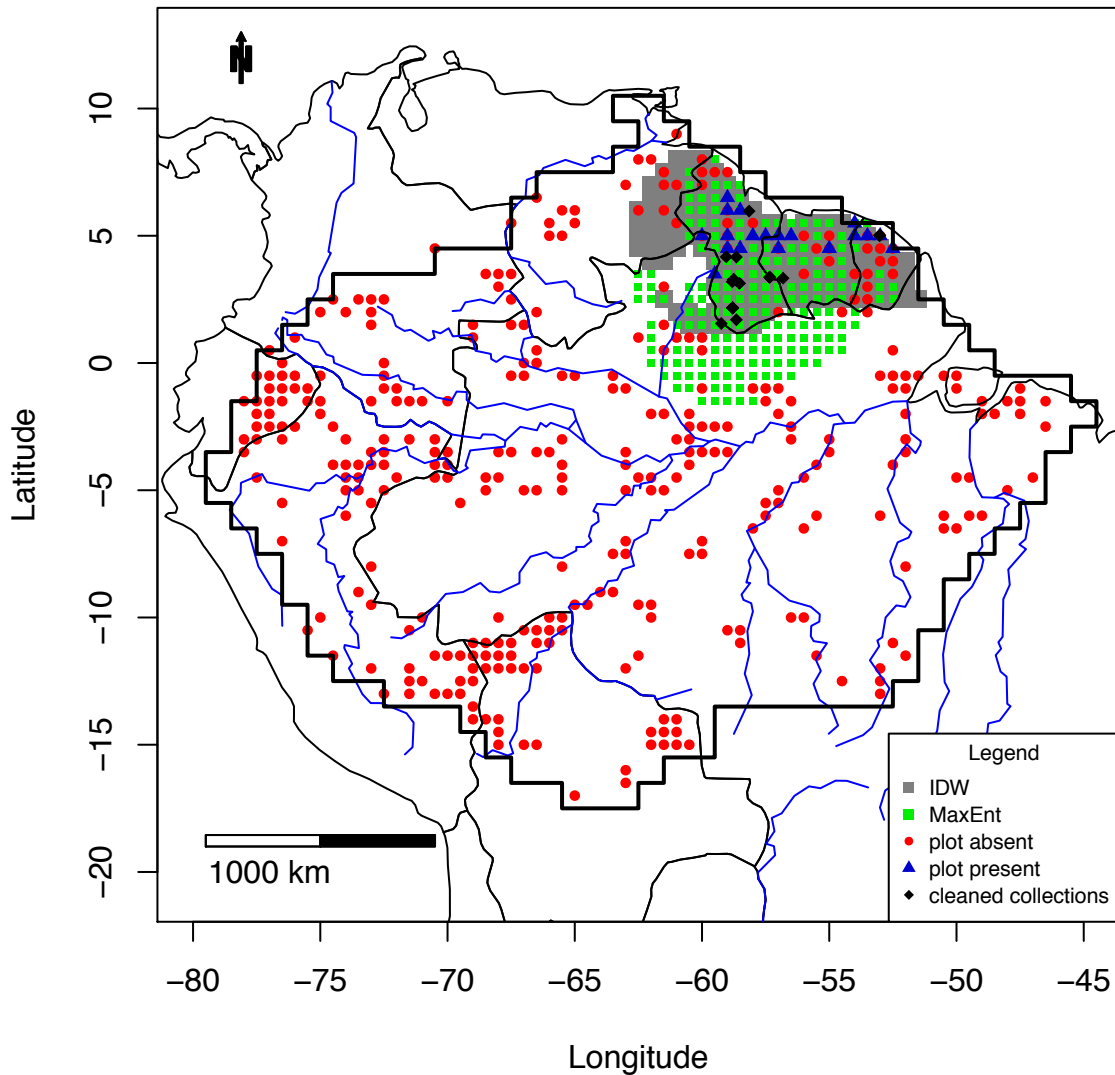 N
10
5
0
−5
−10
−15
−20
Latitude
1000 km
Legend
IDW
MaxEnt
plot absent
plot present
cleaned collections
−80
−75
−70
−65
−60
−55
−50
−45
Longitude